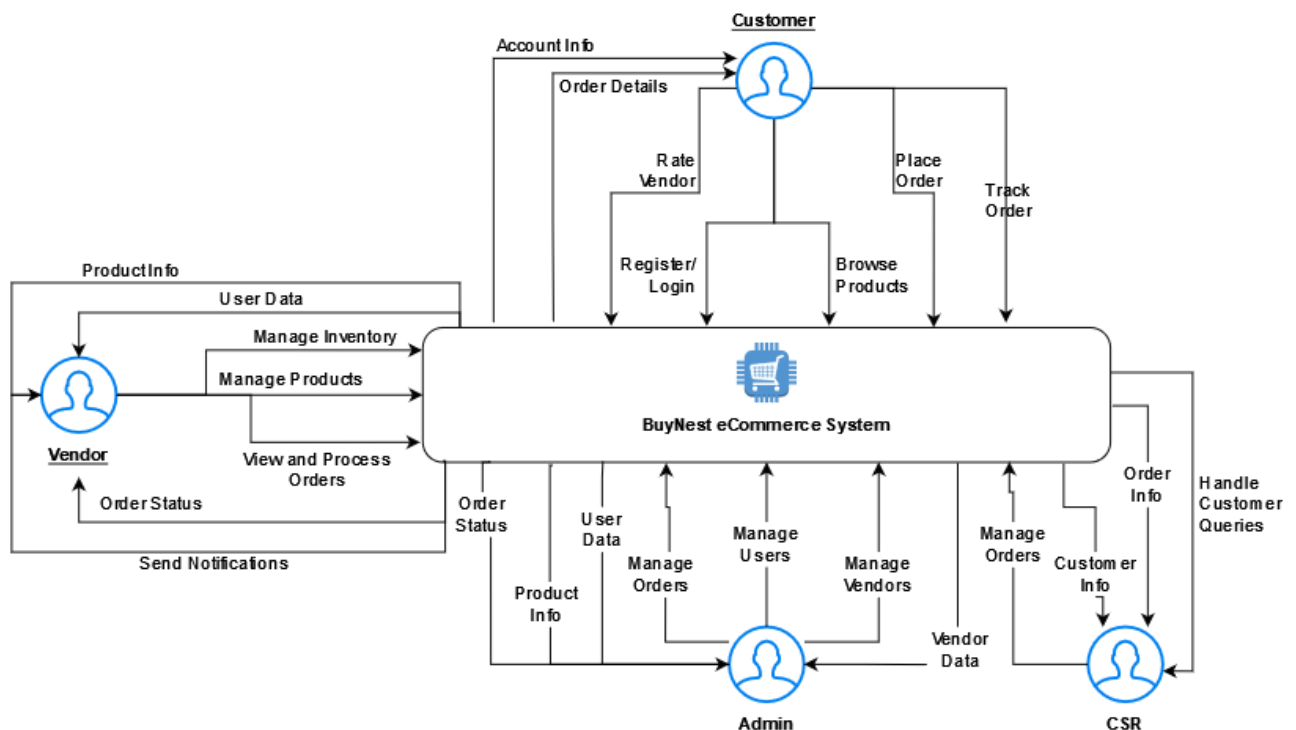 Customer
Account Info
Order Details
Rate
Vendor
Place
Order
Track
Order
Register/
Login
Browse
Products
Product Info
User Data
Manage Inventory
Manage Products
View and Process
Orders
Vendor
Order Status
Send Notifications
BuyNest eCommerce System
Order
Status
Product
Info
User
Data
Manage
Orders
Manage
Users
Manage
Vendors
Vendor
Data
Manage
Orders
Customer
Info
Order
Info
Handle
Customer
Queries
Admin
CSR